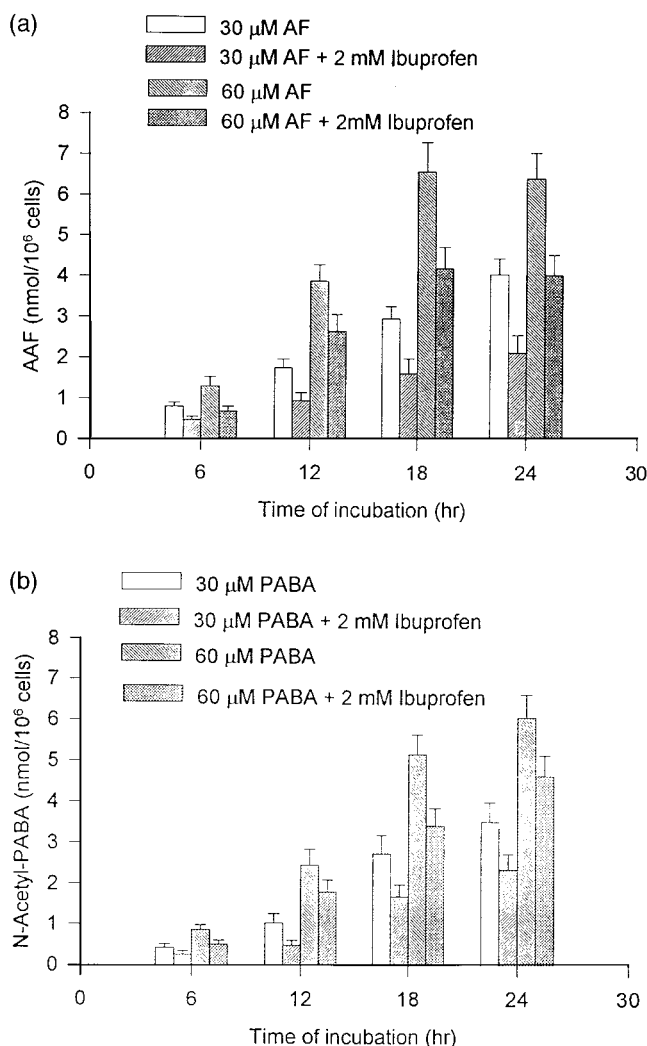 (a)
30 μM AF
30 μM AF + 2 mM Ibuprofen
60 μM AF
60 μM AF + 2mM Ibuprofen
AAF (nmol/10⁶ cells)
8
7
6
5
4
3
2
1
0
0 6 12 18 24 30
Time of incubation (hr)
(b)
30 μM PABA
30 μM PABA + 2 mM Ibuprofen
60 μM PABA
60 μM PABA + 2 mM Ibuprofen
N-Acetyl-PABA (nmol/10⁶ cells)
8
7
6
5
4
3
2
1
0
0 6 12 18 24 30
Time of incubation (hr)